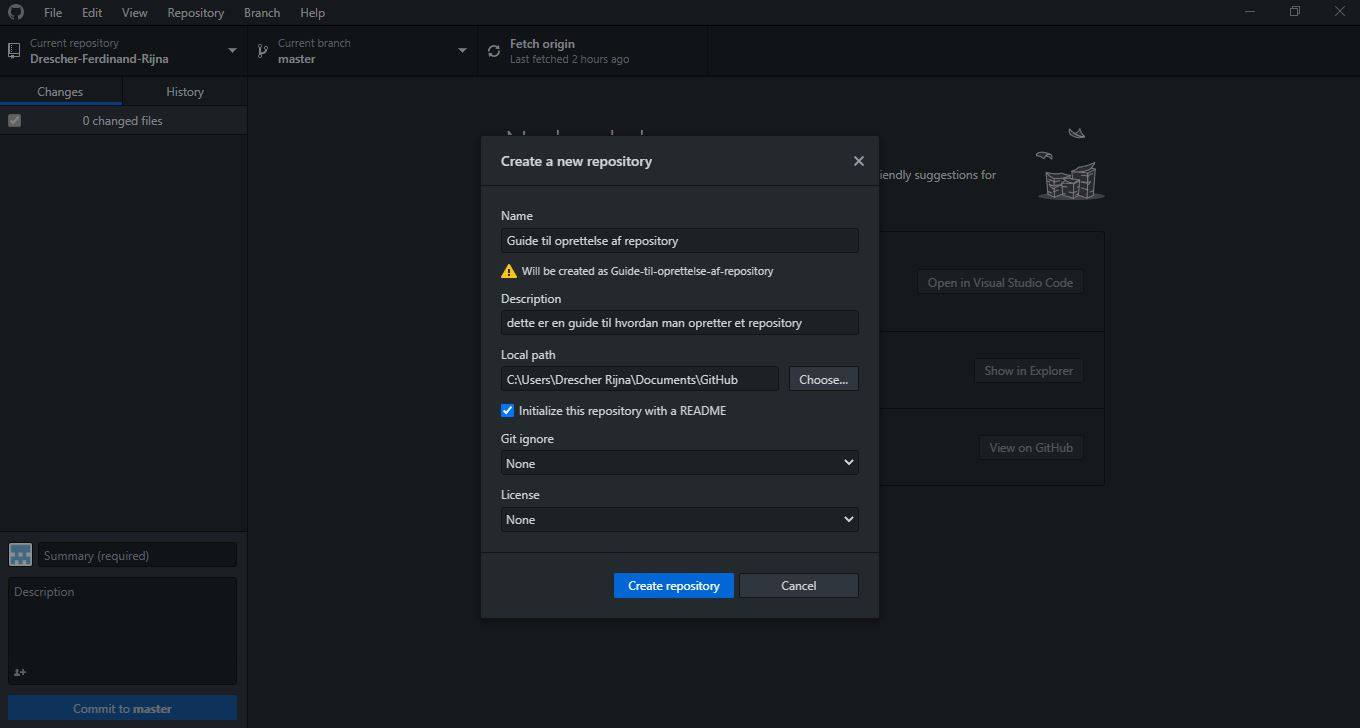 File Edit View Repository Branch Help
Current repository
Drescher-Ferdinand-Rijna
Current branch
master
Fetch origin
Last fetched 2 hours ago
Changes History
0 changed files
Create a new repository
iendly suggestions for
Name
Guide til oprettelse af repository
Will be created as Guide-til-oprettelse-af-repository
Open in Visual Studio Code
Description
dette er en guide til hvordan man opretter et repository
Local path
C:\Users\Drescher Rijna\Documents\GitHub
Choose...
Show in Explorer
Initialize this repository with a README
Git ignore
None
View on GitHub
License
None
Create repository
Cancel
Summary (required)
Description
Commit to master